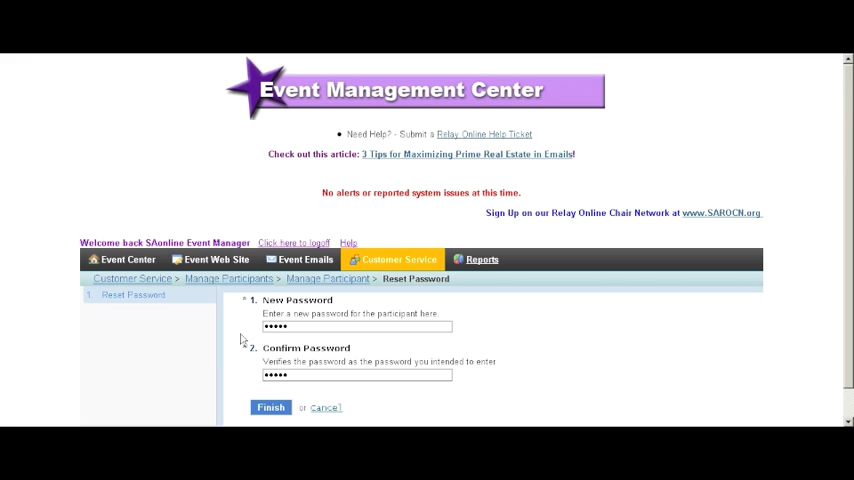 Event Management Center
• Need Help? - Submit a Relay Online Help Ticket
Check out this article: 3 Tips for Maximizing Prime Real Estate in Emails!
No alerts or reported system issues at this time.
Sign Up on our Relay Online Chair Network at www.SAROCN.org
Welcome back SAonline Event Manager Click here to logoff Help
Event Center Event Web Site Event Emails Customer Service Reports
Customer Service > Manage Participants > Manage Participant > Reset Password
1 Reset Password
* 1. New Password
Enter a new password for the participant here.
•••••
* 2. Confirm Password
Verifies the password as the password you intended to enter
•••••
Finish or Cancel